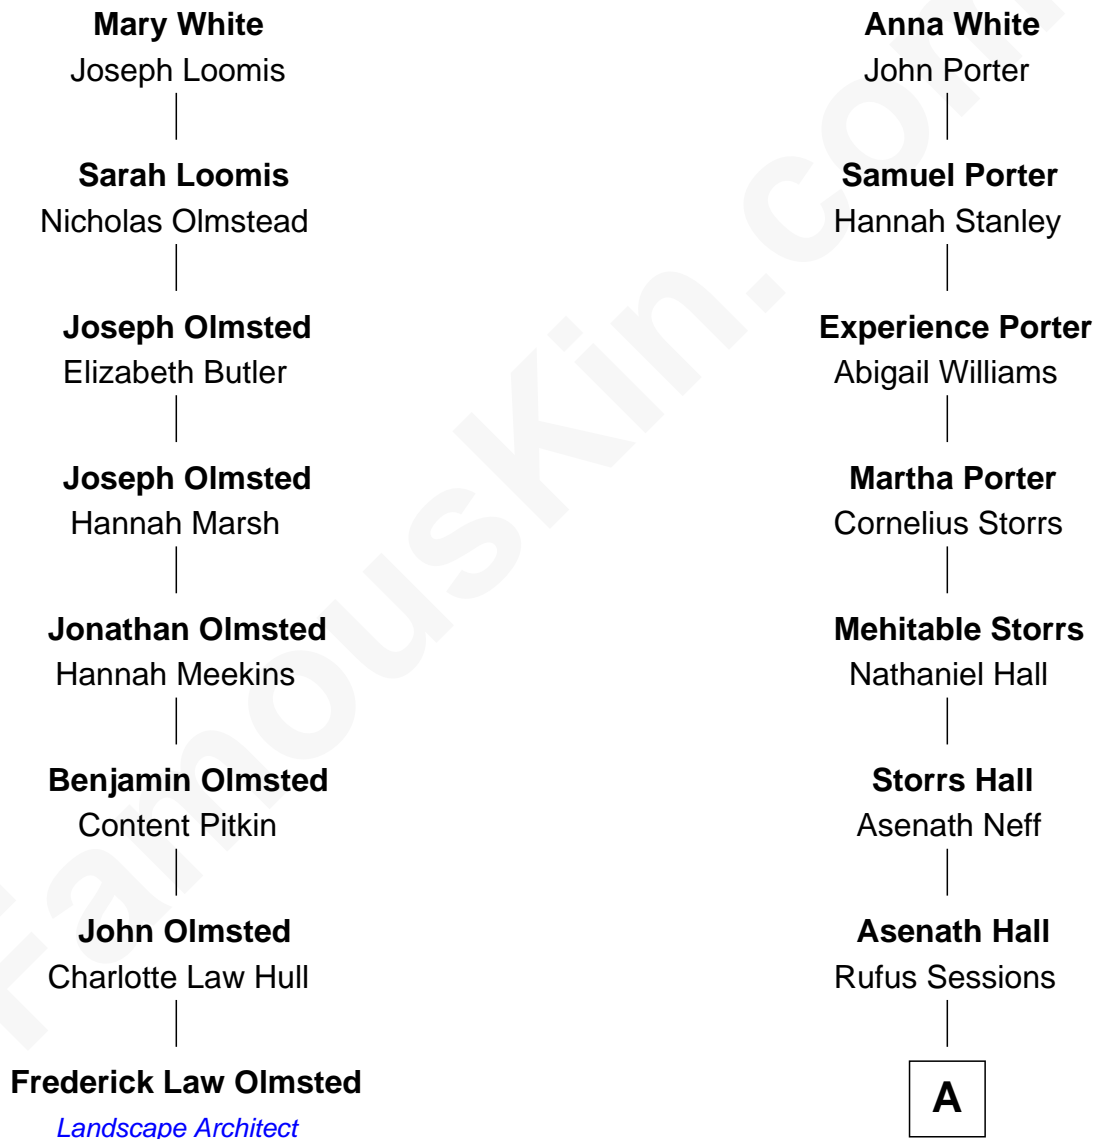 Mary White
Joseph Loomis
Sarah Loomis
Nicholas Olmstead
Joseph Olmsted
Elizabeth Butler
Joseph Olmsted
Hannah Marsh
Jonathan Olmsted
Hannah Meekins
Benjamin Olmsted
Content Pitkin
John Olmsted
Charlotte Law Hull
Frederick Law Olmsted
Landscape Architect
Anna White
John Porter
Samuel Porter
Hannah Stanley
Experience Porter
Abigail Williams
Martha Porter
Cornelius Storrs
Mehitable Storrs
Nathaniel Hall
Storrs Hall
Asenath Neff
Asenath Hall
Rufus Sessions
A
FamousKin.com